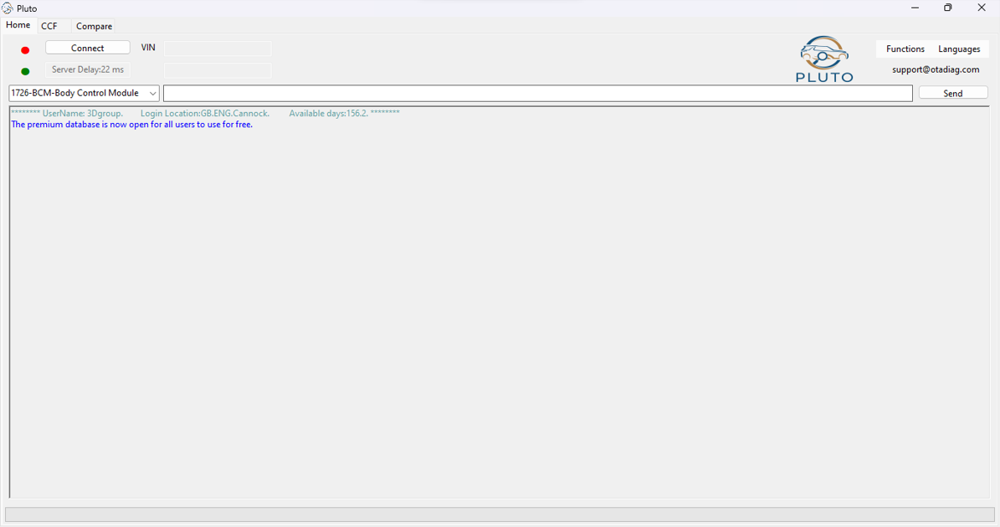 Pluto
Home CCF Compare
Connect VIN
Functions Languages
Server Delay:22 ms
support@otadiag.com
PLUTO
1726-BCM-Body Control Module
Send
******** UserName: 3Dgroup. Login Location:GB.ENG.Cannock. Available days:156.2. ********
The premium database is now open for all users to use for free.